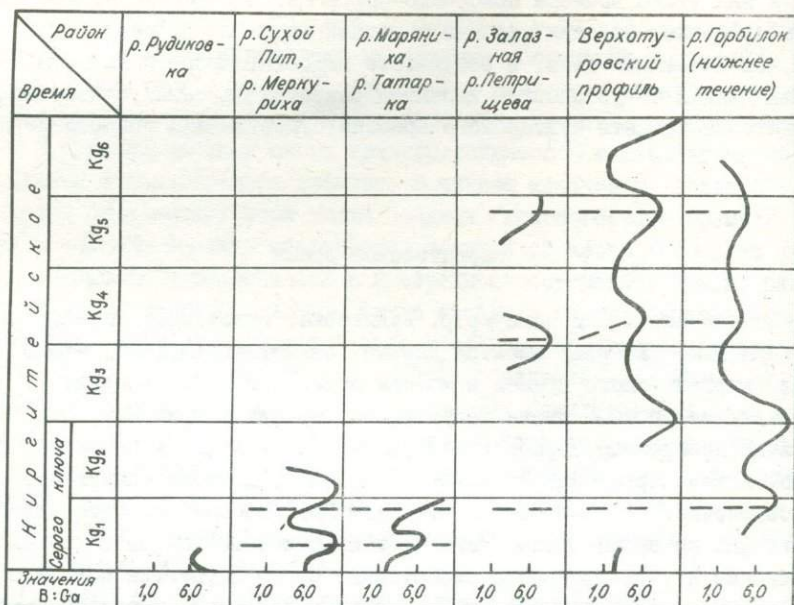 Район
Время
р. Рудиков-
ка
р. Сухой
Пит,
р. Мерку-
риха
р. Маряни-
ха,
р. Татар-
ка
р. Залаз-
ная
р. Петри-
щева
Верхоту-
ровский
профиль
р. Горбилок
(нижнее
течение)
Киргитейское
Kg6
Kg5
Kg4
Kg3
Серого ключа
Kg2
Kg1
Значения
B:Ga
1,0 6,0
1,0 6,0
1,0 6,0
1,0 6,0
1,0 6,0
1,0 6,0